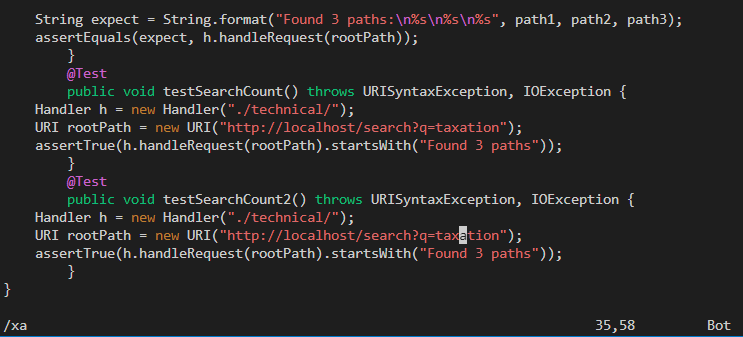 String expect = String.format("Found 3 paths:\n%s\n%s\n%s", path1, path2, path3);
assertEquals(expect, h.handleRequest(rootPath));
}
@Test
public void testSearchCount() throws URISyntaxException, IOException {
Handler h = new Handler("./technical/");
URI rootPath = new URI("http://localhost/search?q=taxation");
assertTrue(h.handleRequest(rootPath).startsWith("Found 3 paths"));
}
@Test
public void testSearchCount2() throws URISyntaxException, IOException {
Handler h = new Handler("./technical/");
URI rootPath = new URI("http://localhost/search?q=taxation");
assertTrue(h.handleRequest(rootPath).startsWith("Found 3 paths"));
}
}
/xa 35,58 Bot